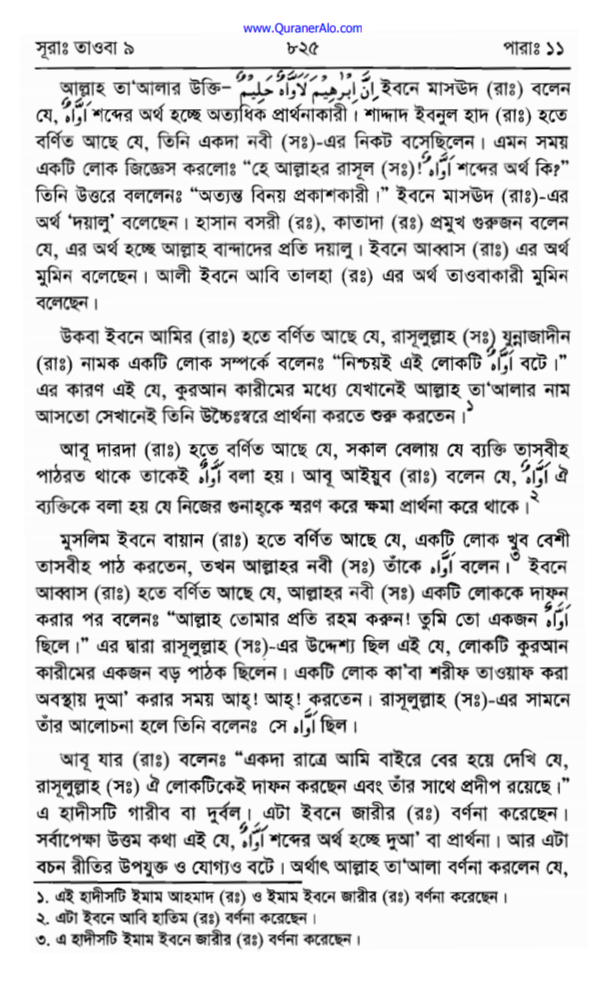 www.QuranerAlo.com
সূরাঃ তাওবা ৯ ৮২৫ পারাঃ ১১
আল্লাহ তা'আলার উক্তি- اِنَّ اِبْرٰهِيْمَ لَاَوَّاهٌ حَلِيْمٌ ইবনে মাসঊদ (রাঃ) বলেন
যে, اَوَّاهٌ শব্দের অর্থ হচ্ছে অত্যধিক প্রার্থনাকারী। শাদ্দাদ ইবনুল হাদ (রাঃ) হতে
বর্ণিত আছে যে, তিনি একদা নবী (সঃ)-এর নিকট বসেছিলেন। এমন সময়
একটি লোক জিজ্ঞেস করলোঃ “হে আল্লাহর রাসূল (সঃ)! اَوَّاهٌ শব্দের অর্থ কি?”
তিনি উত্তরে বললেনঃ “অত্যন্ত বিনয় প্রকাশকারী।” ইবনে মাসঊদ (রাঃ)-এর
অর্থ ‘দয়ালু’ বলেছেন। হাসান বসরী (রঃ), কাতাদা (রঃ) প্রমুখ গুরুজন বলেন
যে, এর অর্থ হচ্ছে আল্লাহ বান্দাদের প্রতি দয়ালু। ইবনে আব্বাস (রাঃ) এর অর্থ
মুমিন বলেছেন। আলী ইবনে আবি তালহা (রঃ) এর অর্থ তাওবাকারী মুমিন
বলেছেন।
উকবা ইবনে আমির (রাঃ) হতে বর্ণিত আছে যে, রাসূলুল্লাহ (সঃ) যুন্নাজাদীন
(রাঃ) নামক একটি লোক সম্পর্কে বলেনঃ “নিশ্চয়ই এই লোকটি اَوَّاهٌ বটে।”
এর কারণ এই যে, কুরআন কারীমের মধ্যে যেখানেই আল্লাহ তা'আলার নাম
আসতো সেখানেই তিনি উচ্চৈঃস্বরে প্রার্থনা করতে শুরু করতেন।১
আবূ দারদা (রাঃ) হতে বর্ণিত আছে যে, সকাল বেলায় যে ব্যক্তি তাসবীহ
পাঠরত থাকে তাকেই اَوَّاهٌ বলা হয়। আবূ আইয়ুব (রাঃ) বলেন যে, اَوَّاهٌ ঐ
ব্যক্তিকে বলা হয় যে নিজের গুনাহ্কে স্মরণ করে ক্ষমা প্রার্থনা করে থাকে।২
মুসলিম ইবনে বায়ান (রাঃ) হতে বর্ণিত আছে যে, একটি লোক খুব বেশী
তাসবীহ পাঠ করতেন, তখন আল্লাহর নবী (সঃ) তাঁকে اَوَّاه বলেন।৩ ইবনে
আব্বাস (রাঃ) হতে বর্ণিত আছে যে, আল্লাহর নবী (সঃ) একটি লোককে দাফন
করার পর বলেনঃ “আল্লাহ তোমার প্রতি রহম করুন! তুমি তো একজন اَوَّاهٌ
ছিলে।” এর দ্বারা রাসূলুল্লাহ (সঃ)-এর উদ্দেশ্য ছিল এই যে, লোকটি কুরআন
কারীমের একজন বড় পাঠক ছিলেন। একটি লোক কা'বা শরীফ তাওয়াফ করা
অবস্থায় দুআ' করার সময় আহ্! আহ্! করতেন। রাসূলুল্লাহ (সঃ)-এর সামনে
তাঁর আলোচনা হলে তিনি বলেনঃ সে اَوَّاه ছিল।
আবূ যার (রাঃ) বলেনঃ “একদা রাত্রে আমি বাইরে বের হয়ে দেখি যে,
রাসূলুল্লাহ (সঃ) ঐ লোকটিকেই দাফন করছেন এবং তাঁর সাথে প্রদীপ রয়েছে।”
এ হাদীসটি গারীব বা দুর্বল। এটা ইবনে জারীর (রঃ) বর্ণনা করেছেন।
সর্বাপেক্ষা উত্তম কথা এই যে, اَوَّاهٌ শব্দের অর্থ হচ্ছে দুআ' বা প্রার্থনা। আর এটা
বচন রীতির উপযুক্ত ও যোগ্যও বটে। অর্থাৎ আল্লাহ তা'আলা বর্ণনা করলেন যে,
১. এই হাদীসটি ইমাম আহমাদ (রঃ) ও ইমাম ইবনে জারীর (রঃ) বর্ণনা করেছেন।
২. এটা ইবনে আবি হাতিম (রঃ) বর্ণনা করেছেন।
৩. এ হাদীসটি ইমাম ইবনে জারীর (রঃ) বর্ণনা করেছেন।